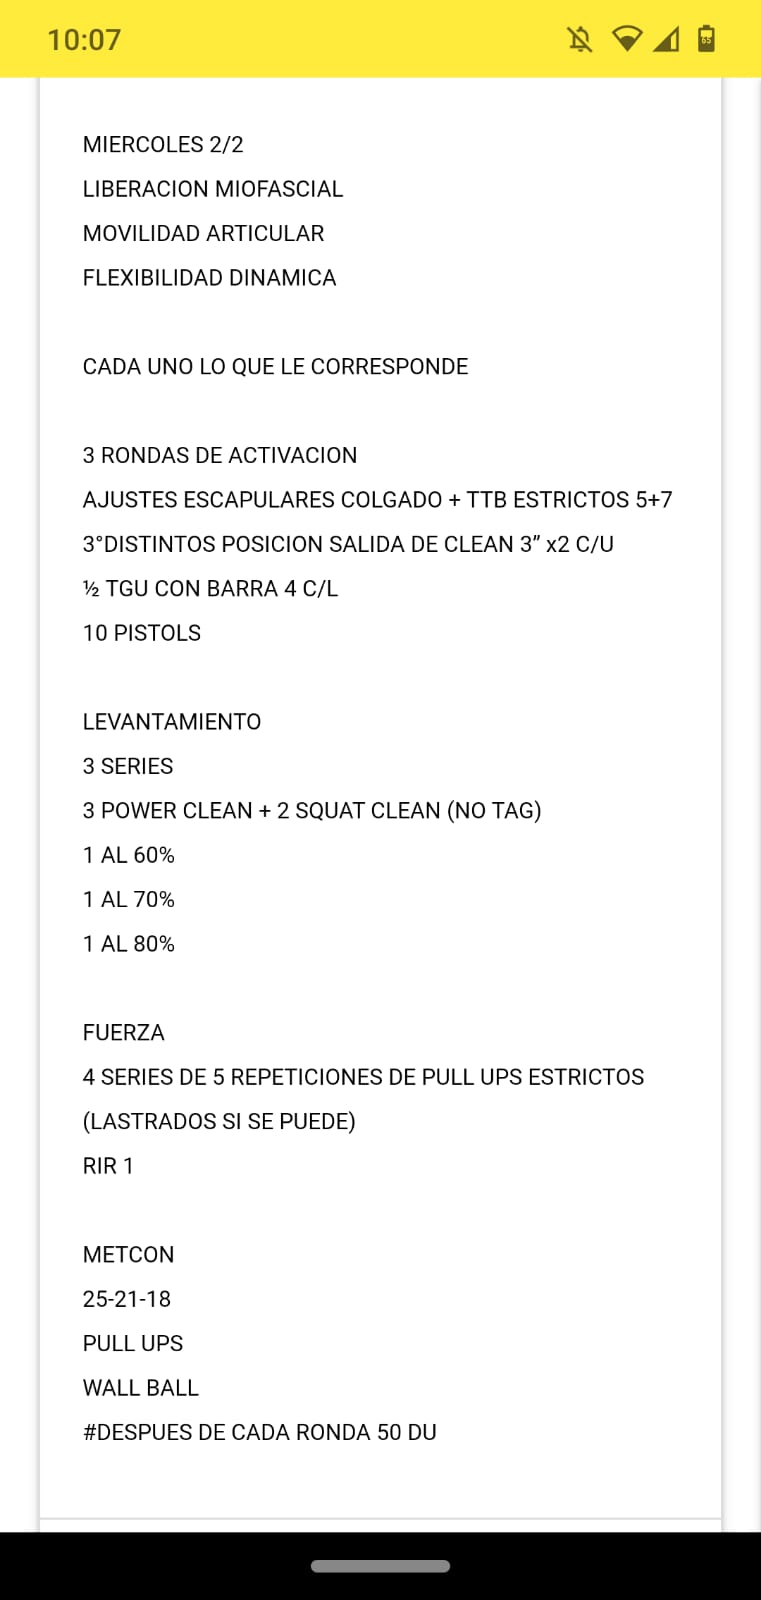 10:07
65
MIERCOLES 2/2
LIBERACION MIOFASCIAL
MOVILIDAD ARTICULAR
FLEXIBILIDAD DINAMICA
CADA UNO LO QUE LE CORRESPONDE
3 RONDAS DE ACTIVACION
AJUSTES ESCAPULARES COLGADO + TTB ESTRICTOS 5+7
3°DISTINTOS POSICION SALIDA DE CLEAN 3” x2 C/U
½ TGU CON BARRA 4 C/L
10 PISTOLS
LEVANTAMIENTO
3 SERIES
3 POWER CLEAN + 2 SQUAT CLEAN (NO TAG)
1 AL 60%
1 AL 70%
1 AL 80%
FUERZA
4 SERIES DE 5 REPETICIONES DE PULL UPS ESTRICTOS
(LASTRADOS SI SE PUEDE)
RIR 1
METCON
25-21-18
PULL UPS
WALL BALL
#DESPUES DE CADA RONDA 50 DU